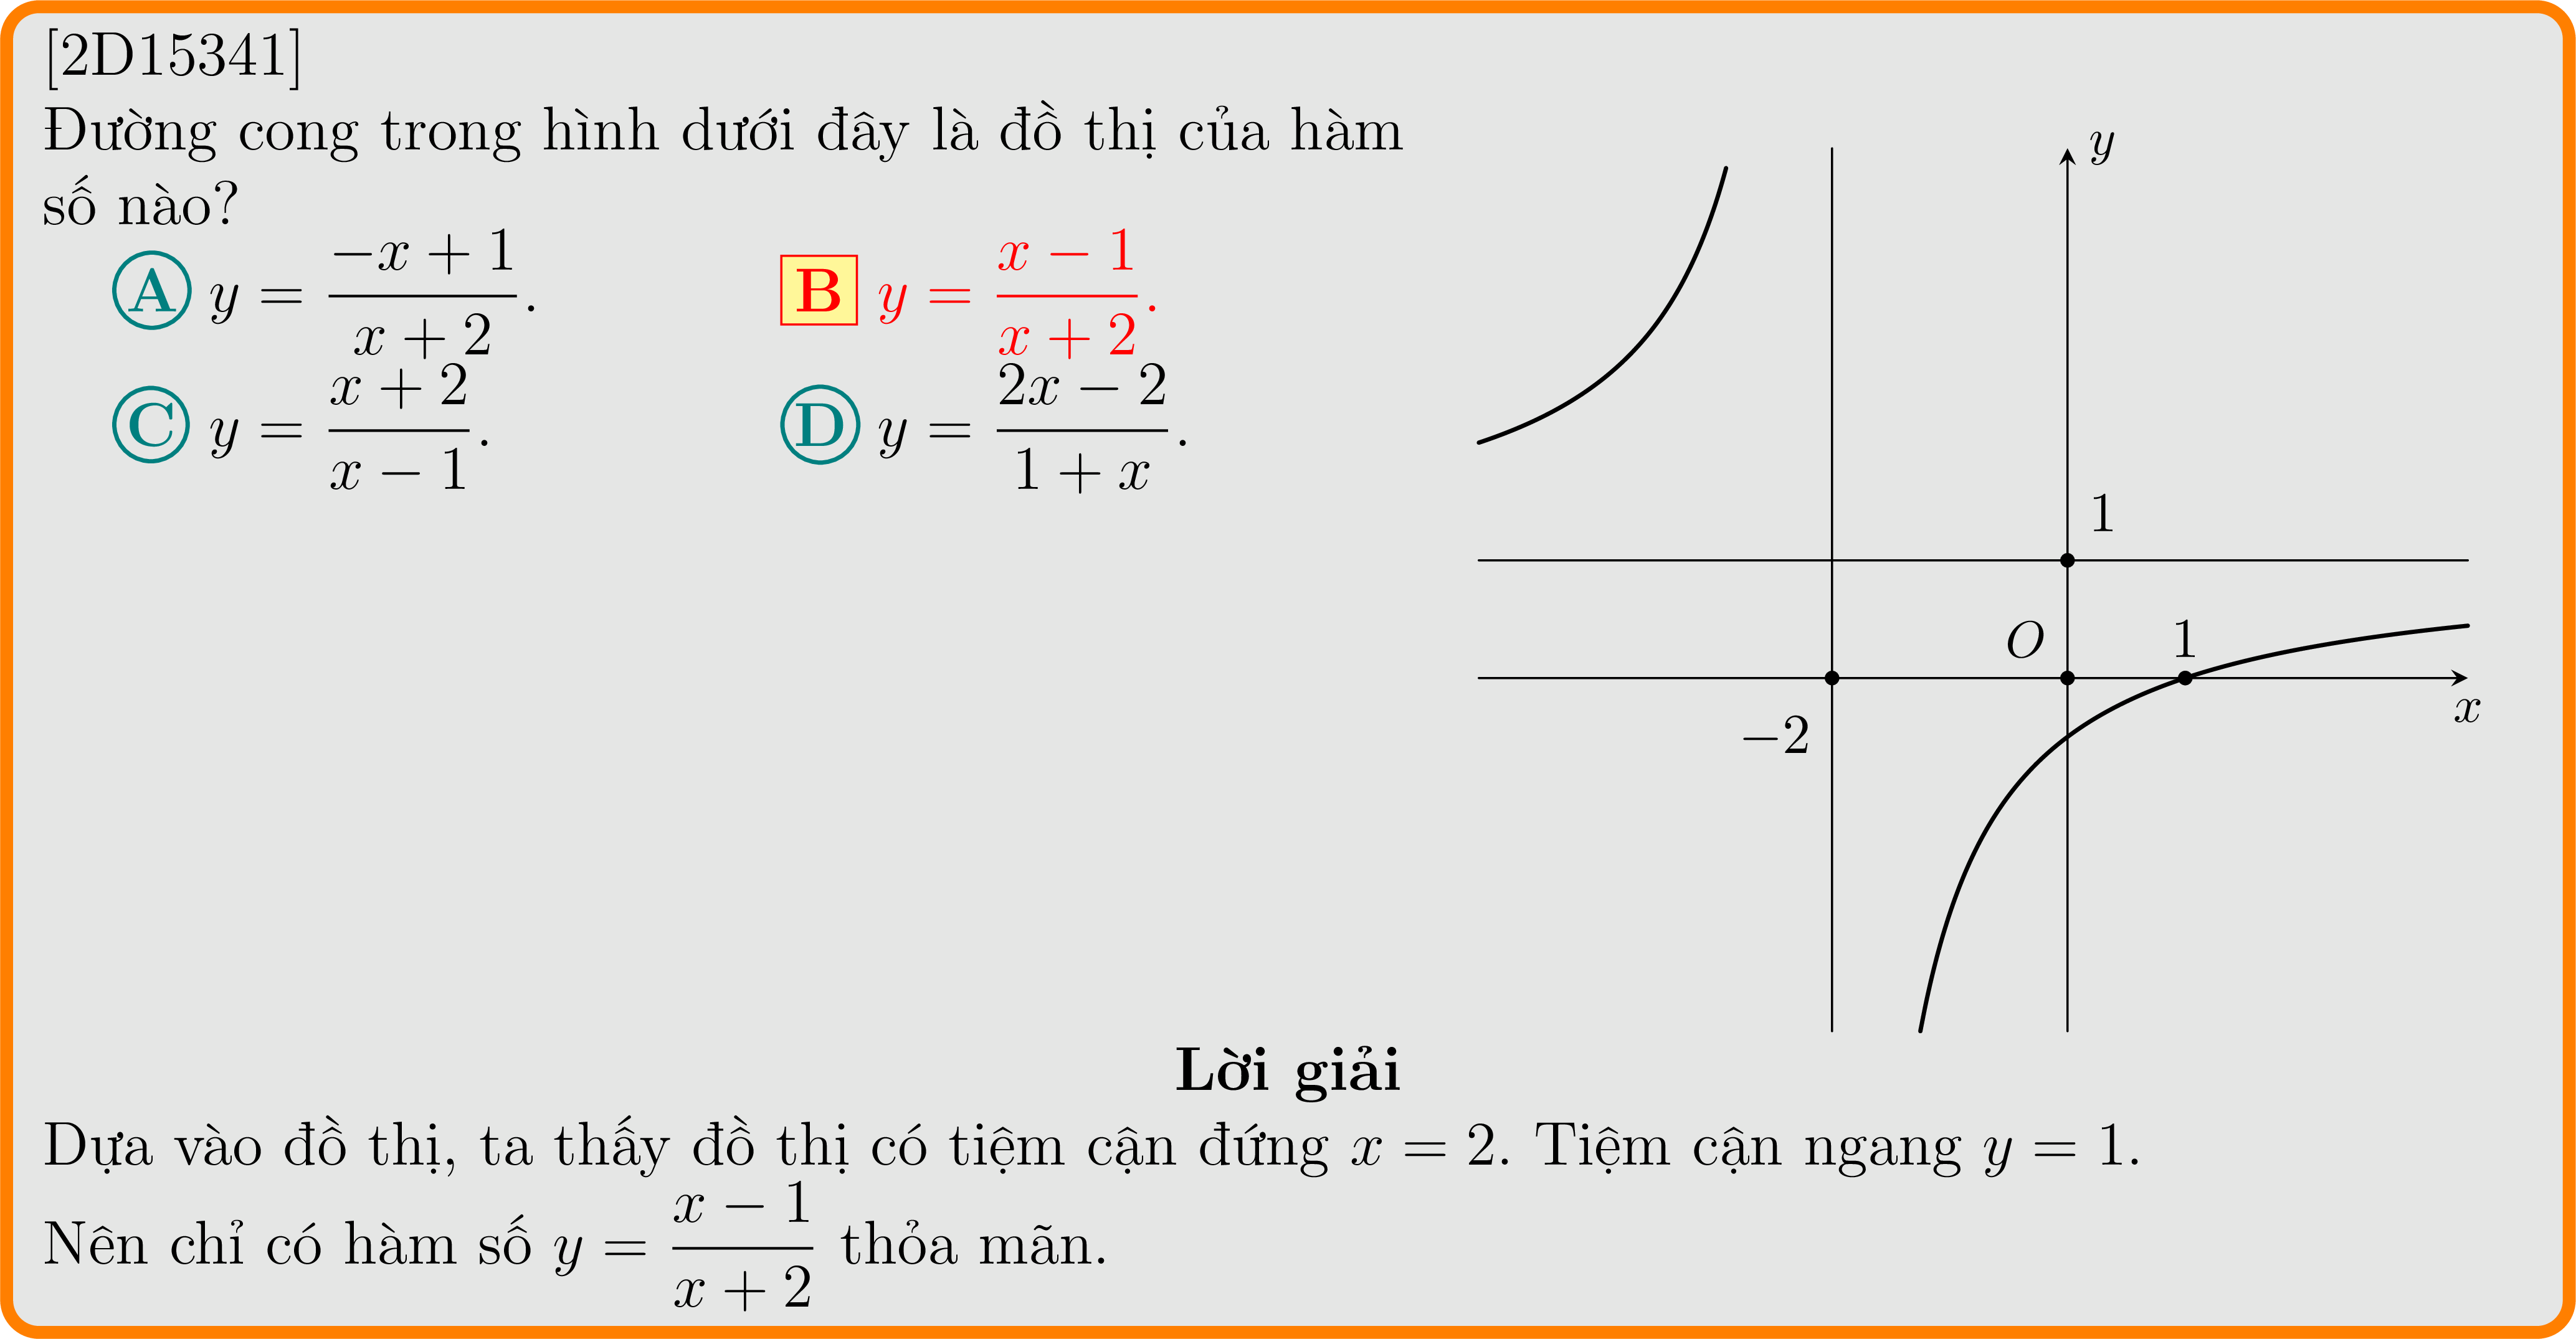 [2D15341]
Đường cong trong hình dưới đây là đồ thị của hàm
số nào?
A y = \frac{-x+1}{x+2}. B y = \frac{x-1}{x+2}.
C y = \frac{x+2}{x-1}. D y = \frac{2x-2}{1+x}.
y
1
O 1
x
−2
Lời giải
Dựa vào đồ thị, ta thấy đồ thị có tiệm cận đứng x = 2. Tiệm cận ngang y = 1.
Nên chỉ có hàm số y = \frac{x-1}{x+2} thỏa mãn.